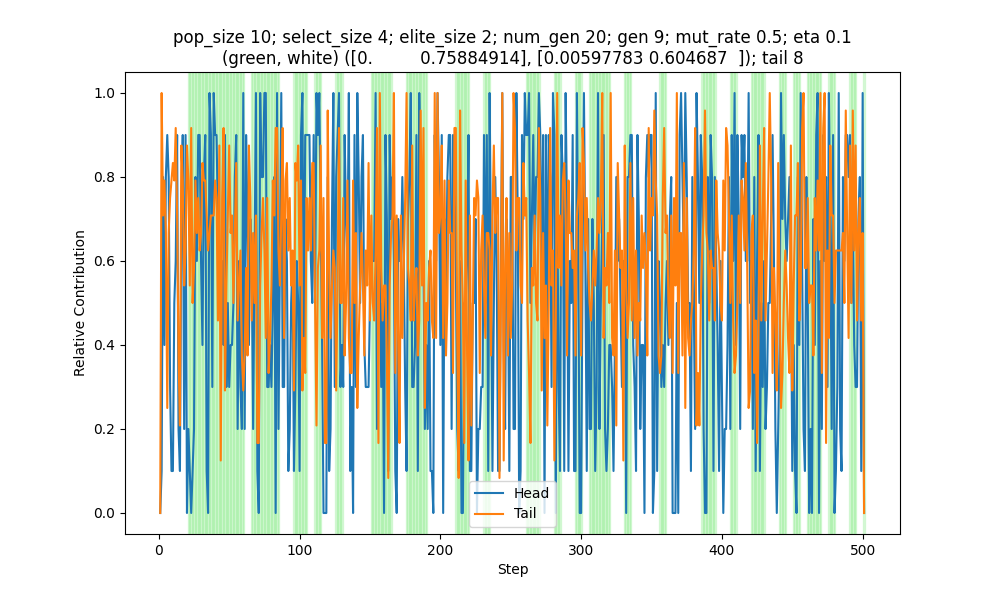 pop_size 10; select_size 4; elite_size 2; num_gen 20; gen 9; mut_rate 0.5; eta 0.1
(green, white) ([0. 0.75884914], [0.00597783 0.604687 ]); tail 8
1.0
0.8
0.6
0.4
0.2
0.0
Relative Contribution
Head
Tail
0 100 200 300 400 500
Step